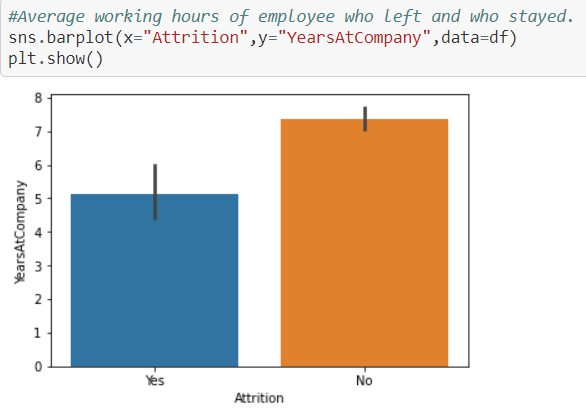 #Average working hours of employee who left and who stayed.
sns.barplot(x="Attrition",y="YearsAtCompany",data=df)
plt.show()
8
7
6
5
4
3
2
1
0
YearsAtCompany
Yes
No
Attrition